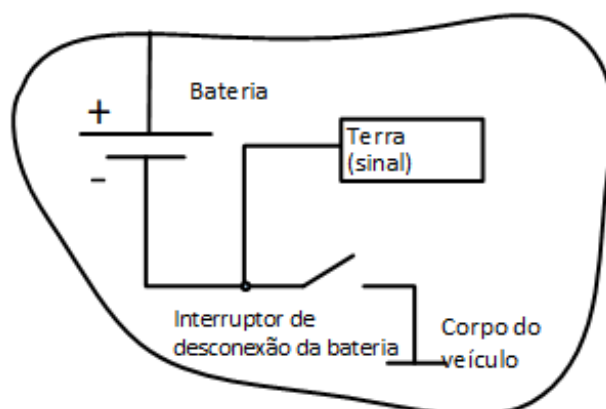 Bateria
+
Terra
(sinal)
-
Interruptor de
desconexão da bateria
Corpo do
veículo